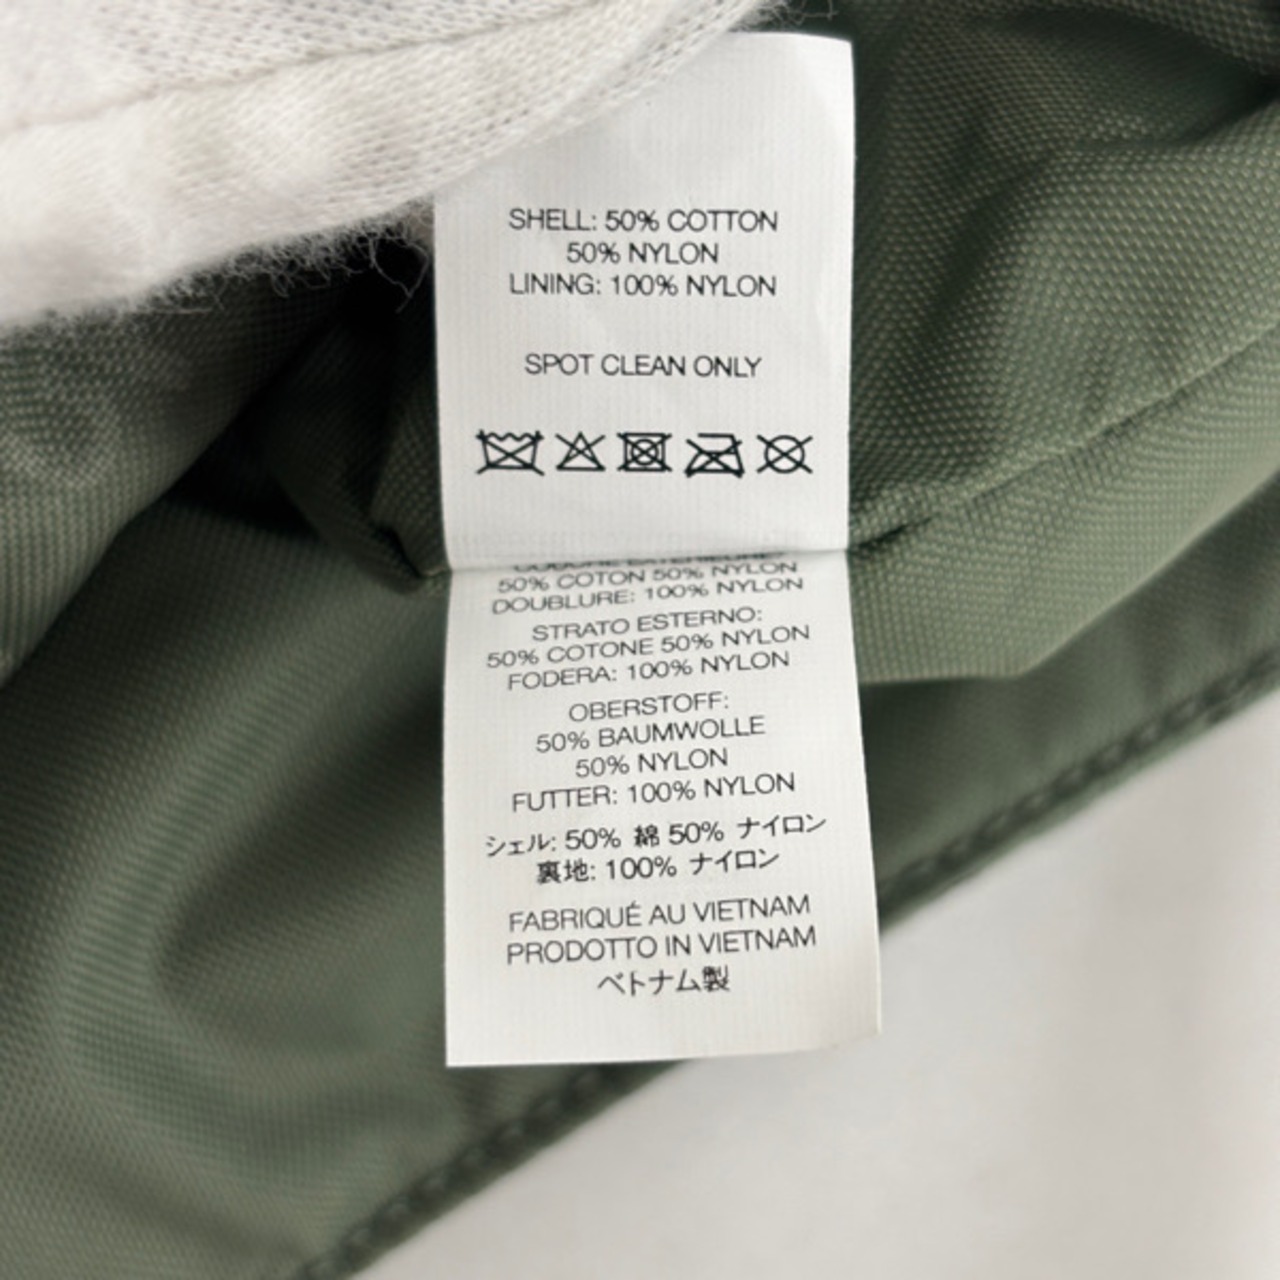 SHELL: 50% COTTON
50% NYLON
LINING: 100% NYLON
SPOT CLEAN ONLY
50% COTON 50% NYLON
DOUBLURE: 100% NYLON
STRATO ESTERNO:
50% COTONE 50% NYLON
FODERA: 100% NYLON
OBERSTOFF:
50% BAUMWOLLE
50% NYLON
FUTTER: 100% NYLON
シェル: 50% 綿 50% ナイロン
裏地: 100% ナイロン
FABRIQUÉ AU VIETNAM
PRODOTTO IN VIETNAM
ベトナム製